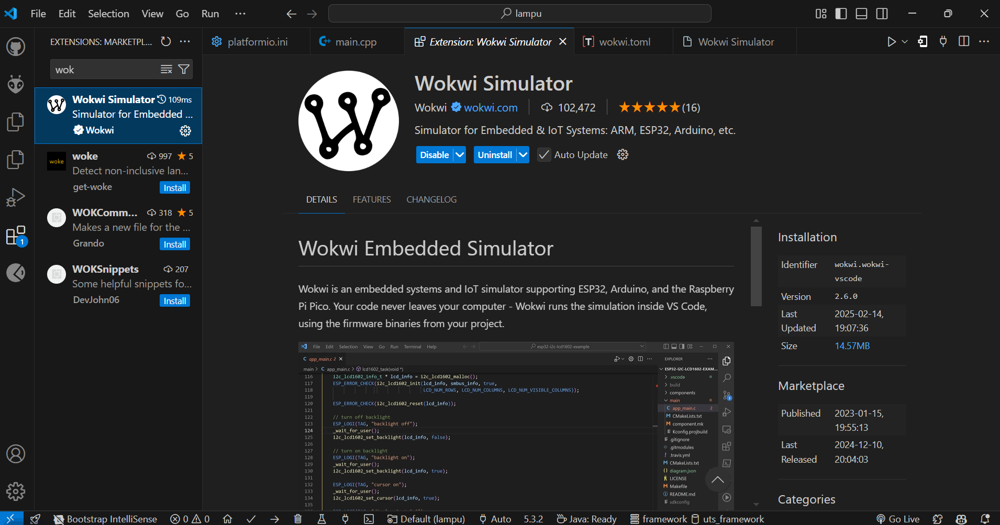 File Edit Selection View Go Run ··· lampu
EXTENSIONS: MARKETPL... ···
platformio.ini main.cpp Extension: Wokwi Simulator wokwi.toml Wokwi Simulator
wok
Wokwi Simulator 109ms
Simulator for Embedded ...
Wokwi
woke 997 5
woke
Detect non-inclusive lan...
get-woke Install
WOKComm... 318 5
Makes a new file for the ...
Grando Install
WOKSnippets 207
Some helpful snippets fo...
DevJohn06 Install
1
Wokwi Simulator
Wokwi wokwi.com 102,472 (16)
Simulator for Embedded & IoT Systems: ARM, ESP32, Arduino, etc.
Disable Uninstall Auto Update
DETAILS FEATURES CHANGELOG
Wokwi Embedded Simulator
Wokwi is an embedded systems and IoT simulator supporting ESP32, Arduino, and the Raspberry
Pi Pico. Your code never leaves your computer - Wokwi runs the simulation inside VS Code,
using the firmware binaries from your project.
File Edit Selection View Go Run Terminal Help esp32-i2c-lcd1602-example
C app_main.c 2
main > C app_main.c > lcd1602_task(void *)
116 i2c_lcd1602_info_t * lcd_info = i2c_lcd1602_malloc();
117 ESP_ERROR_CHECK(i2c_lcd1602_init(lcd_info, smbus_info, true,
118 LCD_NUM_ROWS, LCD_NUM_COLUMNS, LCD_NUM_VISIBLE_COLUMNS));
119
120 ESP_ERROR_CHECK(i2c_lcd1602_reset(lcd_info));
121
122 // turn off backlight
123 ESP_LOGI(TAG, "backlight off");
124 _wait_for_user();
125 i2c_lcd1602_set_backlight(lcd_info, false);
126
127 // turn on backlight
128 ESP_LOGI(TAG, "backlight on");
129 _wait_for_user();
130 i2c_lcd1602_set_backlight(lcd_info, true);
131
132 ESP_LOGI(TAG, "cursor on");
133 _wait_for_user();
134 i2c_lcd1602_set_cursor(lcd_info, true);
135
EXPLORER ···
ESP32-I2C-LCD1602-EXAM...
.vscode
build
components
main
C app_main.c 2
M CMakeLists.txt
M component.mk
Kconfig.projbuild
.gitignore
.gitmodules
! .travis.yml
M CMakeLists.txt
diagram.json
LICENSE
M Makefile
README.md
sdkconfig
Installation
Identifier wokwi.wokwi-
vscode
Version 2.6.0
Last 2025-02-14,
Updated 19:07:36
Size 14.57MB
Marketplace
Published 2023-01-15,
19:55:13
Last 2024-12-10,
Released 20:04:03
Categories
Bootstrap IntelliSense 0 0 Default (lampu) Auto 5.3.2 Java: Ready framework uts_framework Go Live